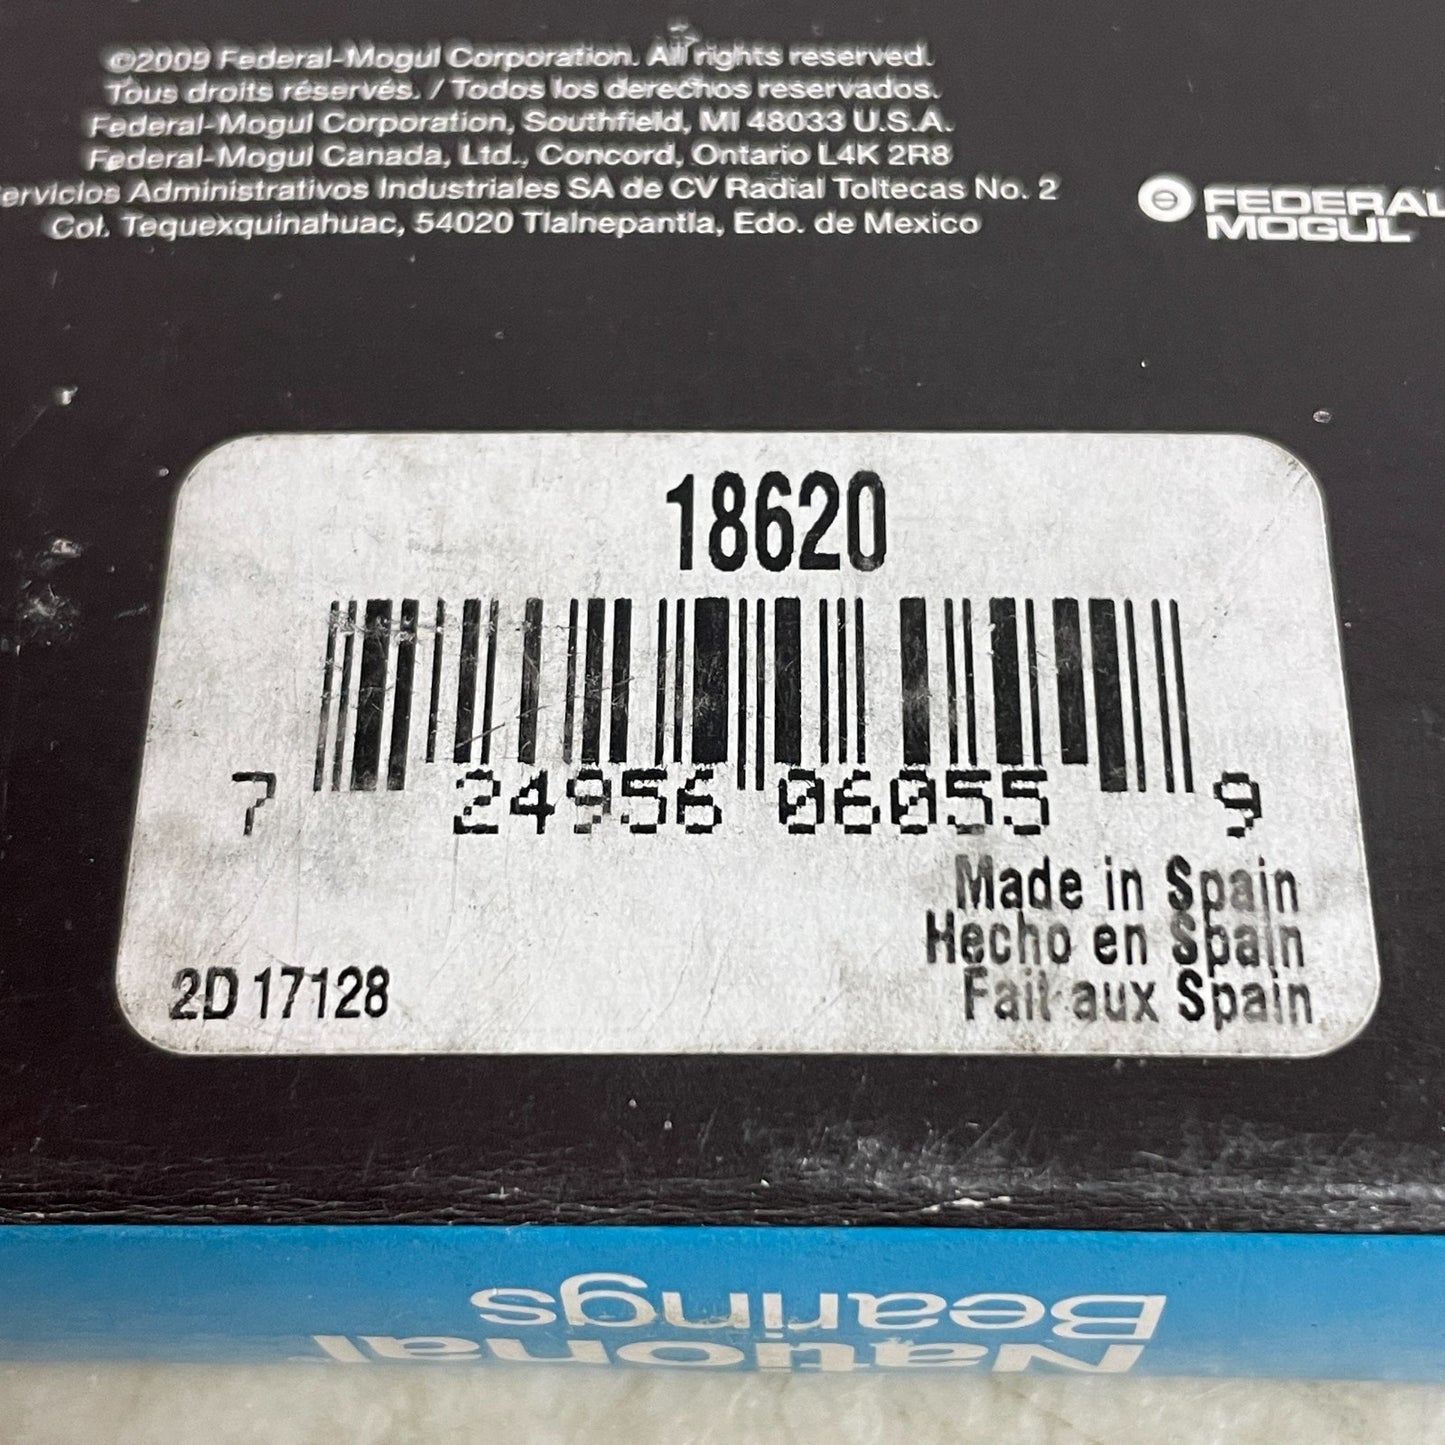 ©2009 Federal-Mogul Corporation. All rights reserved.
Tous droits réservés. / Todos los derechos reservados.
Federal-Mogul Corporation, Southfield, MI 48033 U.S.A.
Federal-Mogul Canada, Ltd., Concord, Ontario L4K 2R8
ervicios Administrativos Industriales SA de CV Radial Toltecas No. 2
Col. Tequexquinahuac, 54020 Tlalnepantla, Edo. de Mexico
FEDERAL
MOGUL
18620
7 24956 06055 9
Made in Spain
Hecho en Spain
Fait aux Spain
2D 17128
National
Bearings